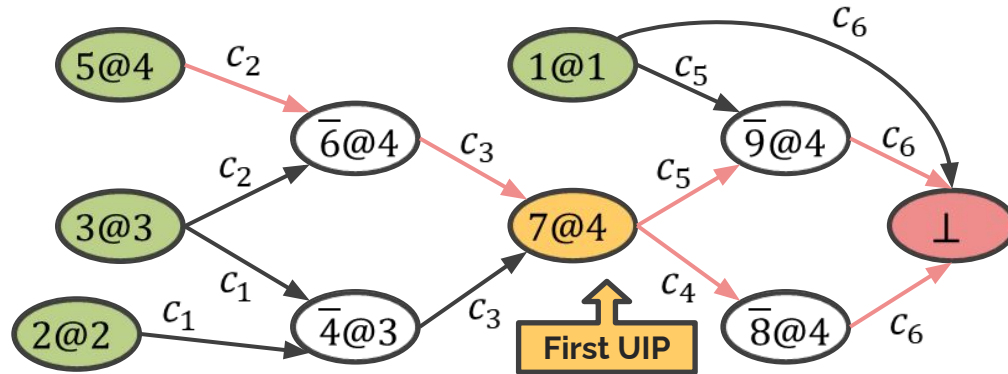 5@4
c₂
1@1
c₆
c₅
6̅@4
c₃
9̅@4
c₆
c₂
c₅
3@3
7@4
⊥
c₁
c₄
c₁
2@2
4̅@3
c₃
8̅@4
c₆
First UIP